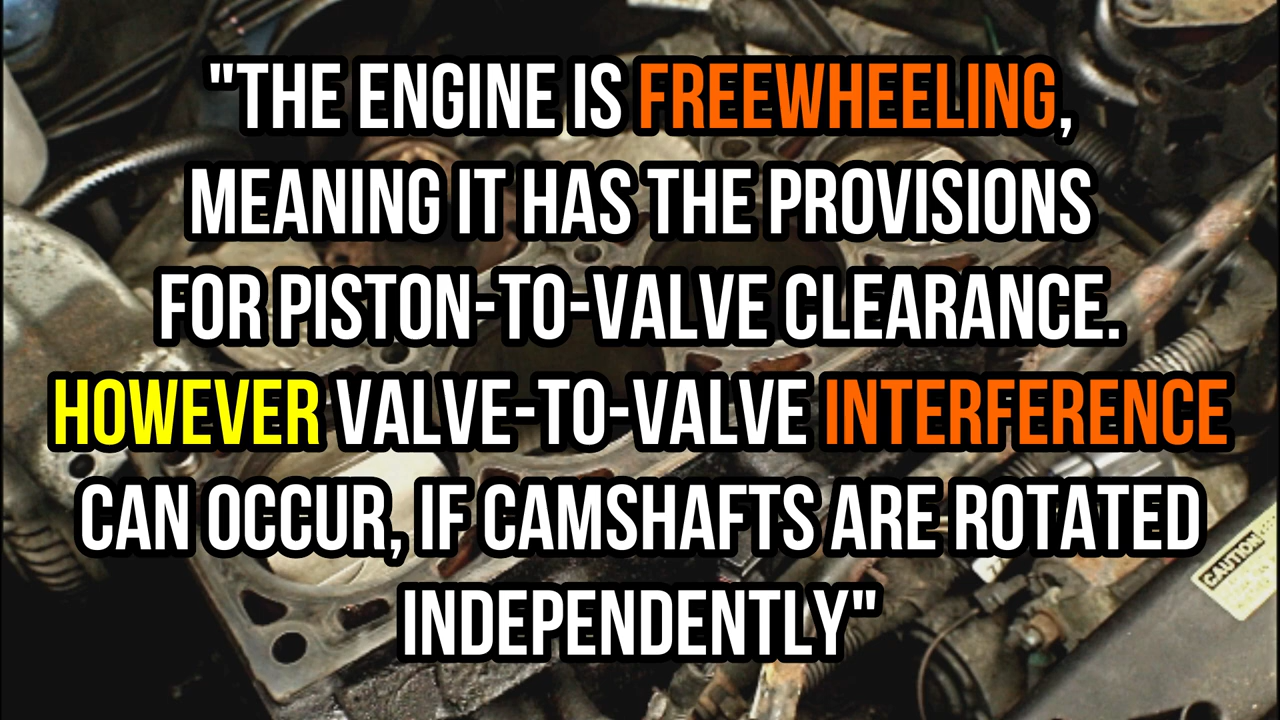 "THE ENGINE IS FREEWHEELING,
MEANING IT HAS THE PROVISIONS
FOR PISTON-TO-VALVE CLEARANCE.
HOWEVER VALVE-TO-VALVE INTERFERENCE
CAN OCCUR, IF CAMSHAFTS ARE ROTATED
INDEPENDENTLY"
CAUTION